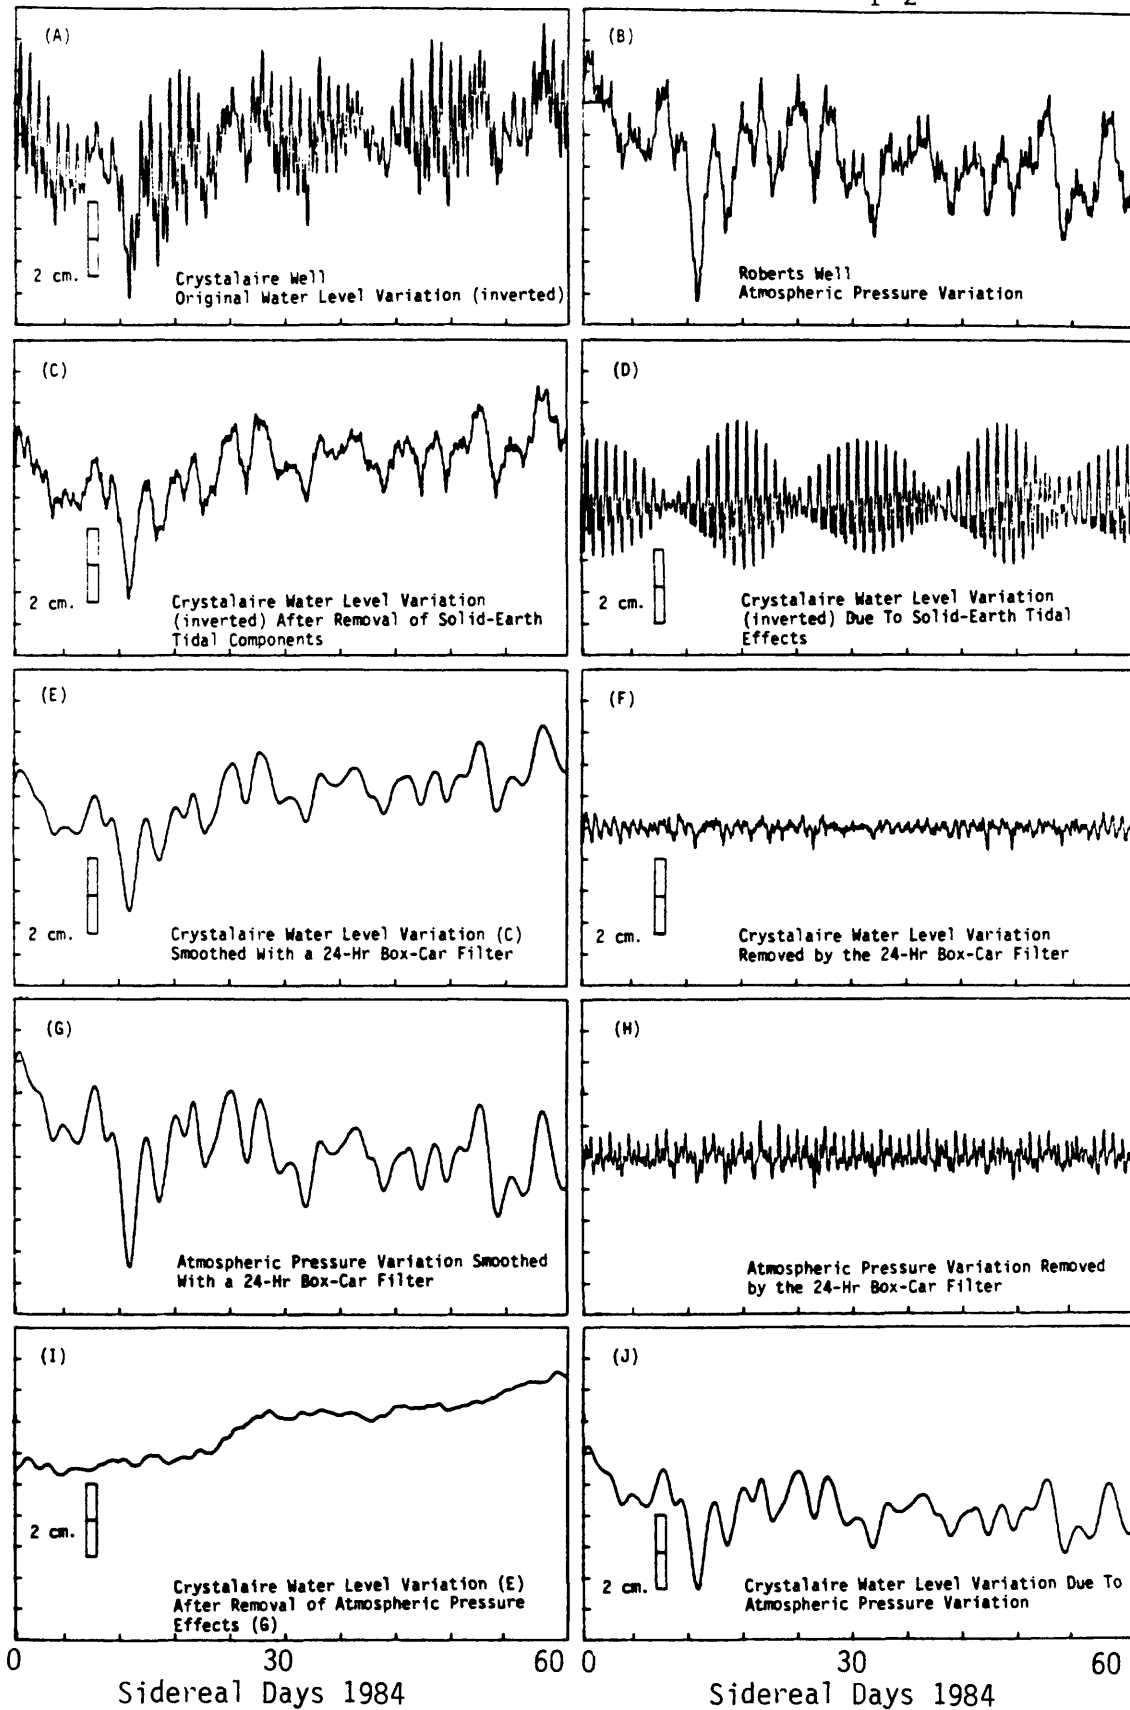 (A)
2 cm.
Crystalaire Well
Original Water Level Variation (inverted)
(B)
Roberts Well
Atmospheric Pressure Variation
(C)
2 cm.
Crystalaire Water Level Variation
(inverted) After Removal of Solid-Earth
Tidal Components
(D)
2 cm.
Crystalaire Water Level Variation
(inverted) Due To Solid-Earth Tidal
Effects
(E)
2 cm.
Crystalaire Water Level Variation (C)
Smoothed With a 24-Hr Box-Car Filter
(F)
2 cm.
Crystalaire Water Level Variation
Removed by the 24-Hr Box-Car Filter
(G)
Atmospheric Pressure Variation Smoothed
With a 24-Hr Box-Car Filter
(H)
Atmospheric Pressure Variation Removed
by the 24-Hr Box-Car Filter
(I)
2 cm.
Crystalaire Water Level Variation (E)
After Removal of Atmospheric Pressure
Effects (G)
(J)
2 cm.
Crystalaire Water Level Variation Due To
Atmospheric Pressure Variation
0 30 60
Sidereal Days 1984
0 30 60
Sidereal Days 1984